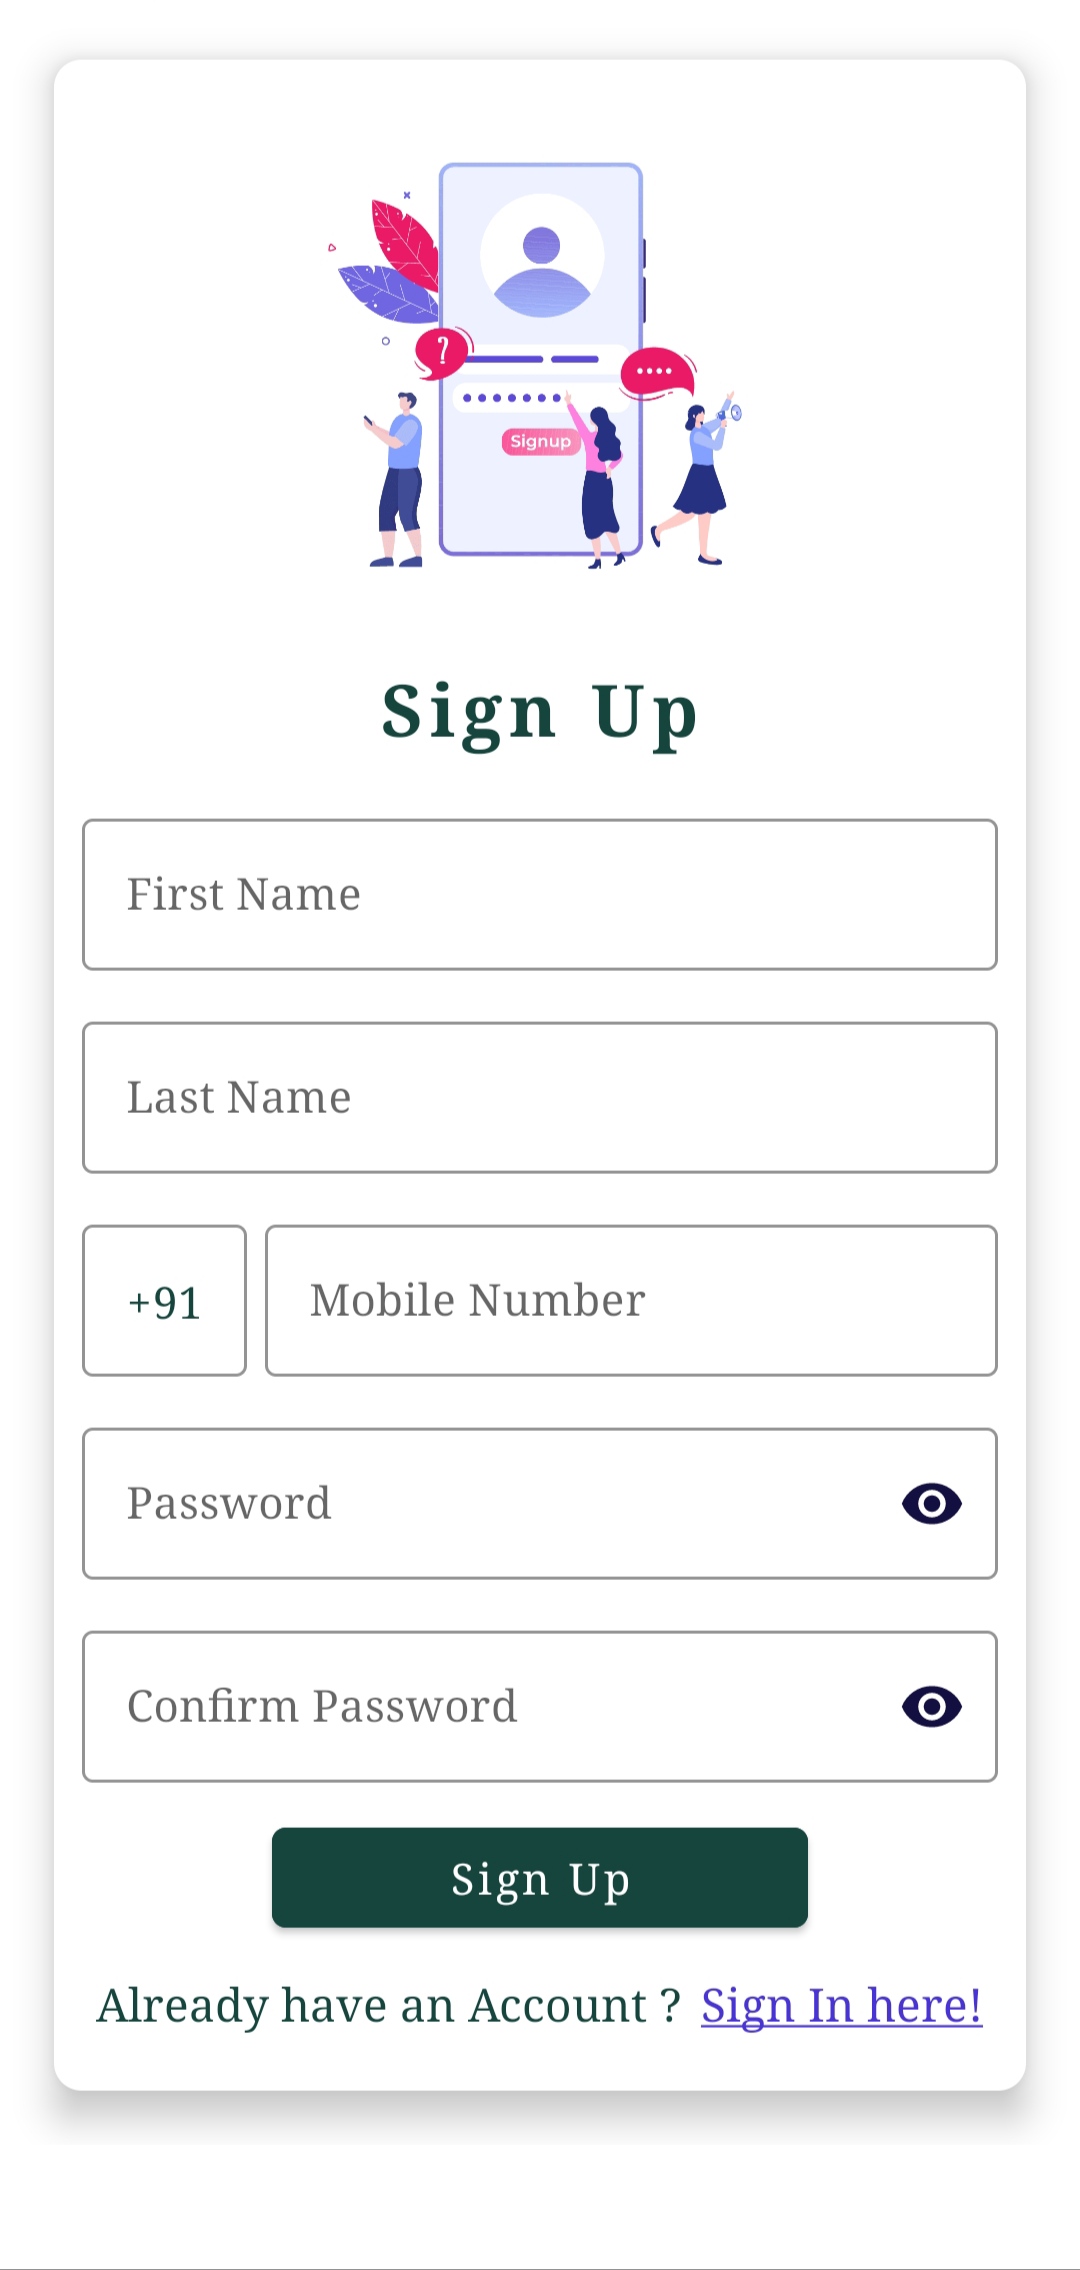 ?
Signup
Sign Up
First Name
Last Name
+91 Mobile Number
Password
Confirm Password
Sign Up
Already have an Account ? Sign In here!